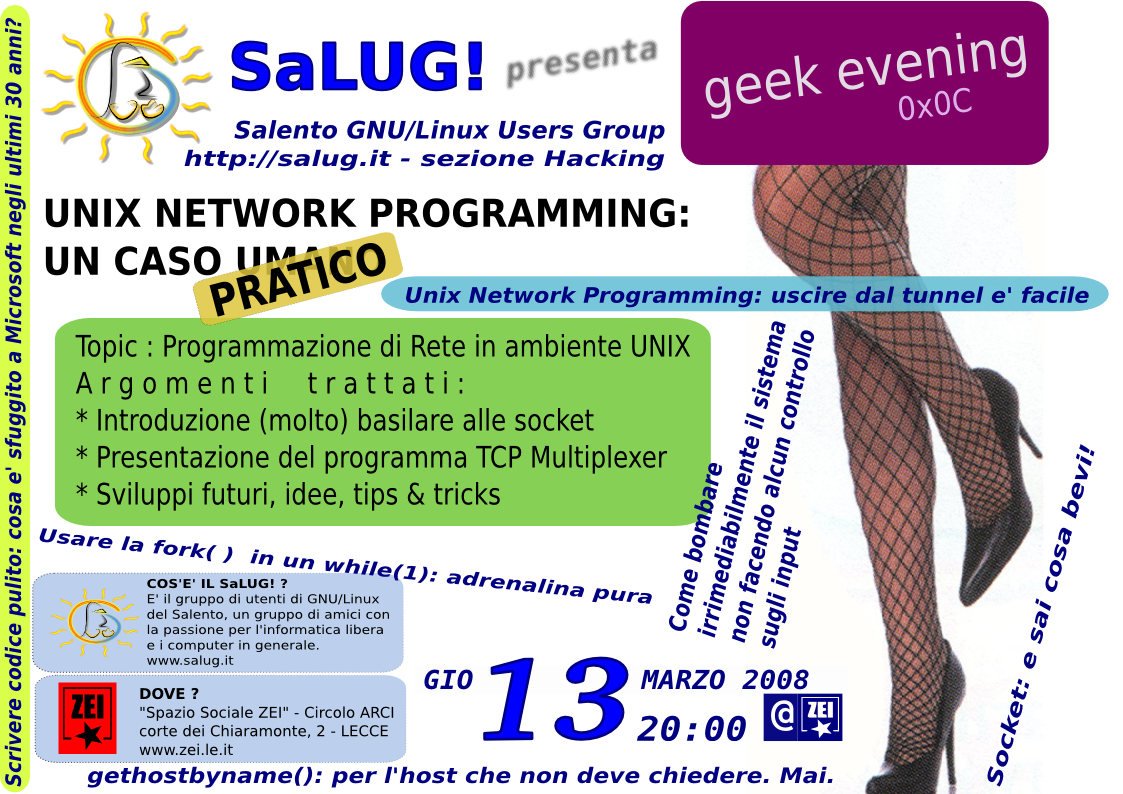 Scrivere codice pulito: cosa e' sfuggito a Microsoft negli ultimi 30 anni?
SaLUG! presenta
Salento GNU/Linux Users Group
http://salug.it - sezione Hacking
geek evening
0x0C
UNIX NETWORK PROGRAMMING:
UN CASO UMANO
PRATICO
Unix Network Programming: uscire dal tunnel e' facile
Topic : Programmazione di Rete in ambiente UNIX
Argomenti trattati:
* Introduzione (molto) basilare alle socket
* Presentazione del programma TCP Multiplexer
* Sviluppi futuri, idee, tips & tricks
Come bombare
irrimediabilmente il sistema
non facendo alcun controllo
sugli input
Socket: e sai cosa bevi!
Usare la fork( ) in un while(1): adrenalina pura
COS'E' IL SaLUG! ?
E' il gruppo di utenti di GNU/Linux
del Salento, un gruppo di amici con
la passione per l'informatica libera
e i computer in generale.
www.salug.it
ZEI
DOVE ?
"Spazio Sociale ZEI" - Circolo ARCI
corte dei Chiaramonte, 2 - LECCE
www.zei.le.it
GIO 13 MARZO 2008
20:00 @ ZEI
gethostbyname(): per l'host che non deve chiedere. Mai.